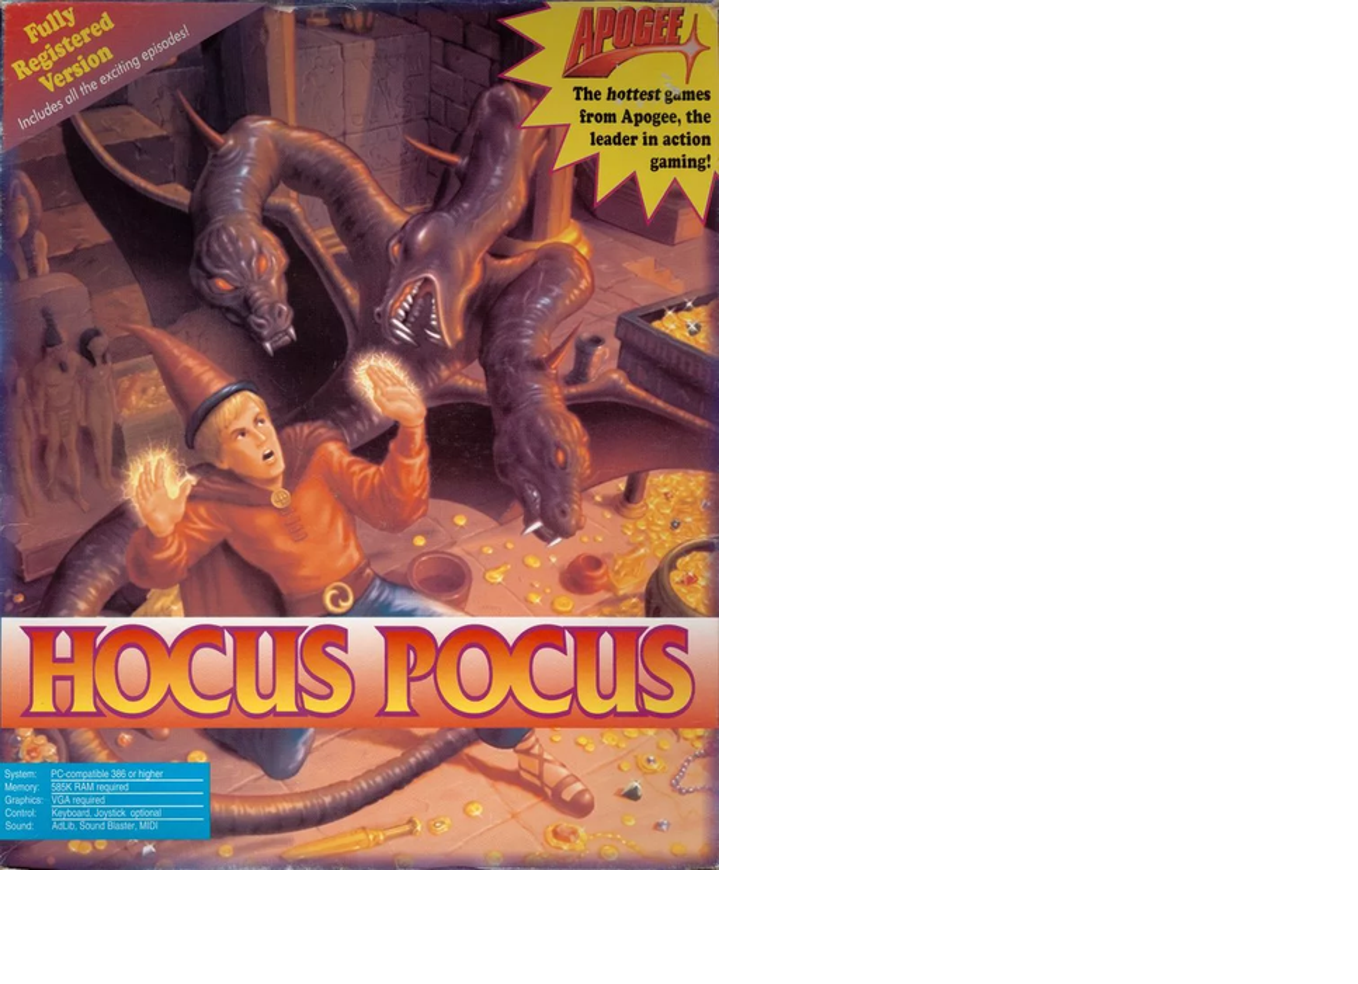 Fully
Registered
Version
Includes all the exciting episodes!
APOGEE
The hottest games
from Apogee, the
leader in action
gaming!
HOCUS POCUS
System: PC-compatible 386 or higher
Memory: 585K RAM required
Graphics: VGA required
Control: Keyboard, Joystick optional
Sound: AdLib, Sound Blaster, MIDI